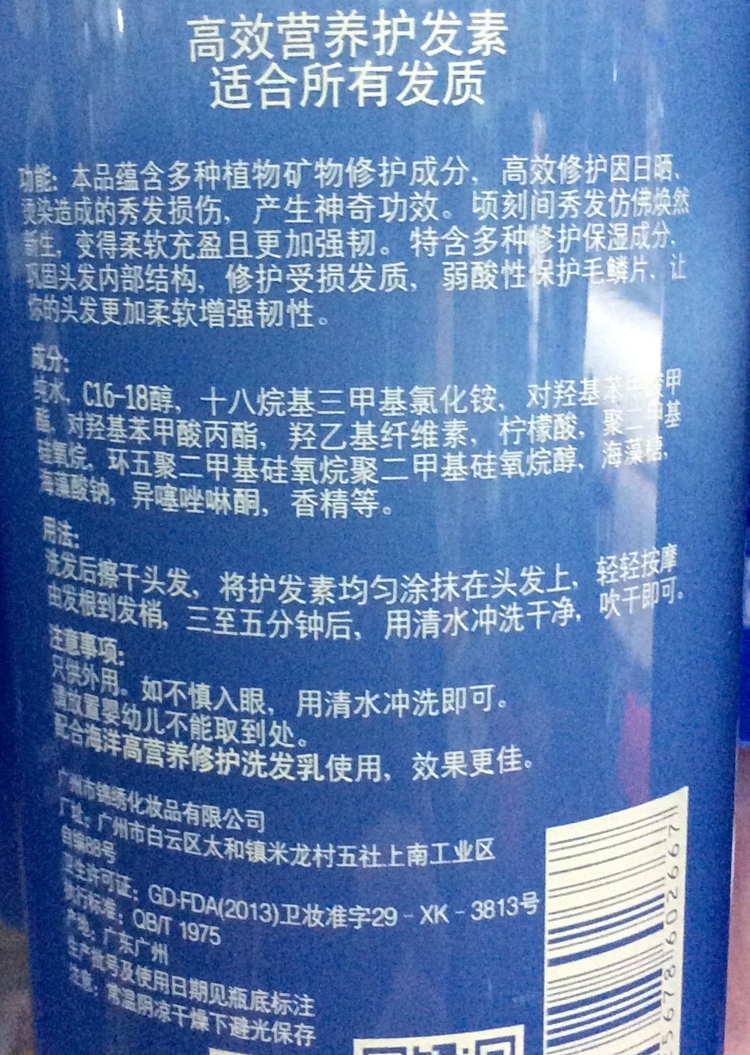 高效营养护发素
适合所有发质
功能：本品蕴含多种植物矿物修护成分，高效修护因日晒、
烫染造成的秀发损伤，产生神奇功效。顷刻间秀发仿佛焕然
新生，变得柔软充盈且更加强韧。特含多种修护保湿成分，
巩固头发内部结构，修护受损发质，弱酸性保护毛鳞片，让
你的头发更加柔软增强韧性。
成分：
纯水，C16-18醇，十八烷基三甲基氯化铵，对羟基苯甲酸甲
酯，对羟基苯甲酸丙酯，羟乙基纤维素，柠檬酸，聚二甲基
硅氧烷，环五聚二甲基硅氧烷聚二甲基硅氧烷醇，海藻糖，
海藻酸钠，异噻唑啉酮，香精等。
用法：
洗发后擦干头发，将护发素均匀涂抹在头发上，轻轻按摩
由发根到发梢，三至五分钟后，用清水冲洗干净，吹干即可。
注意事项：
只供外用。如不慎入眼，用清水冲洗即可。
请放置婴幼儿不能取到处。
配合海洋高营养修护洗发乳使用，效果更佳。
广州市锦绣化妆品有限公司
厂址：广州市白云区太和镇米龙村五社上南工业区
自编88号
卫生许可证：GD·FDA(2013)卫妆准字29－XK－3813号
执行标准：QB/T 1975
产地：广东广州
生产批号及使用日期见瓶底标注
注意：常温阴凉干燥下避光保存
5678 602667